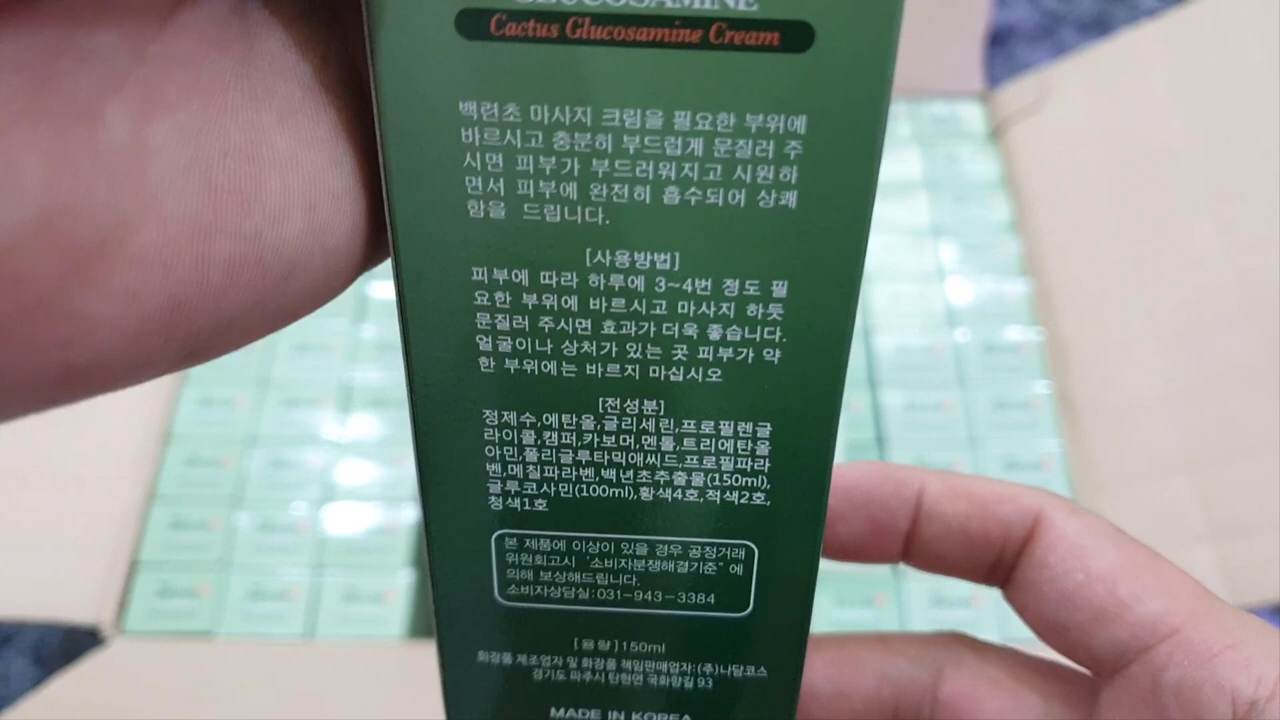 GLUCOSAMINE
Cactus Glucosamine Cream
백련초 마사지 크림을 필요한 부위에
바르시고 충분히 부드럽게 문질러 주
시면 피부가 부드러워지고 시원하
면서 피부에 완전히 흡수되어 상쾌
함을 드립니다.
[사용방법]
피부에 따라 하루에 3~4번 정도 필
요한 부위에 바르시고 마사지 하듯
문질러 주시면 효과가 더욱 좋습니다.
얼굴이나 상처가 있는 곳 피부가 약
한 부위에는 바르지 마십시오
[전성분]
정제수,에탄올,글리세린,프로필렌글
라이콜,캠퍼,카보머,멘톨,트리에탄올
아민,폴리글루타믹애씨드,프로필파라
벤,메칠파라벤,백년초추출물(150ml),
글루코사민(100ml),황색4호,적색2호,
청색1호
본 제품에 이상이 있을 경우 공정거래
위원회고시 "소비자분쟁해결기준" 에
의해 보상해드립니다.
소비자상담실:031-943-3384
[용량]150ml
화장품 제조업자 및 화장품 책임판매업자:(주)나담코스
경기도 파주시 탄현면 국화향길 93
MADE IN KOREA